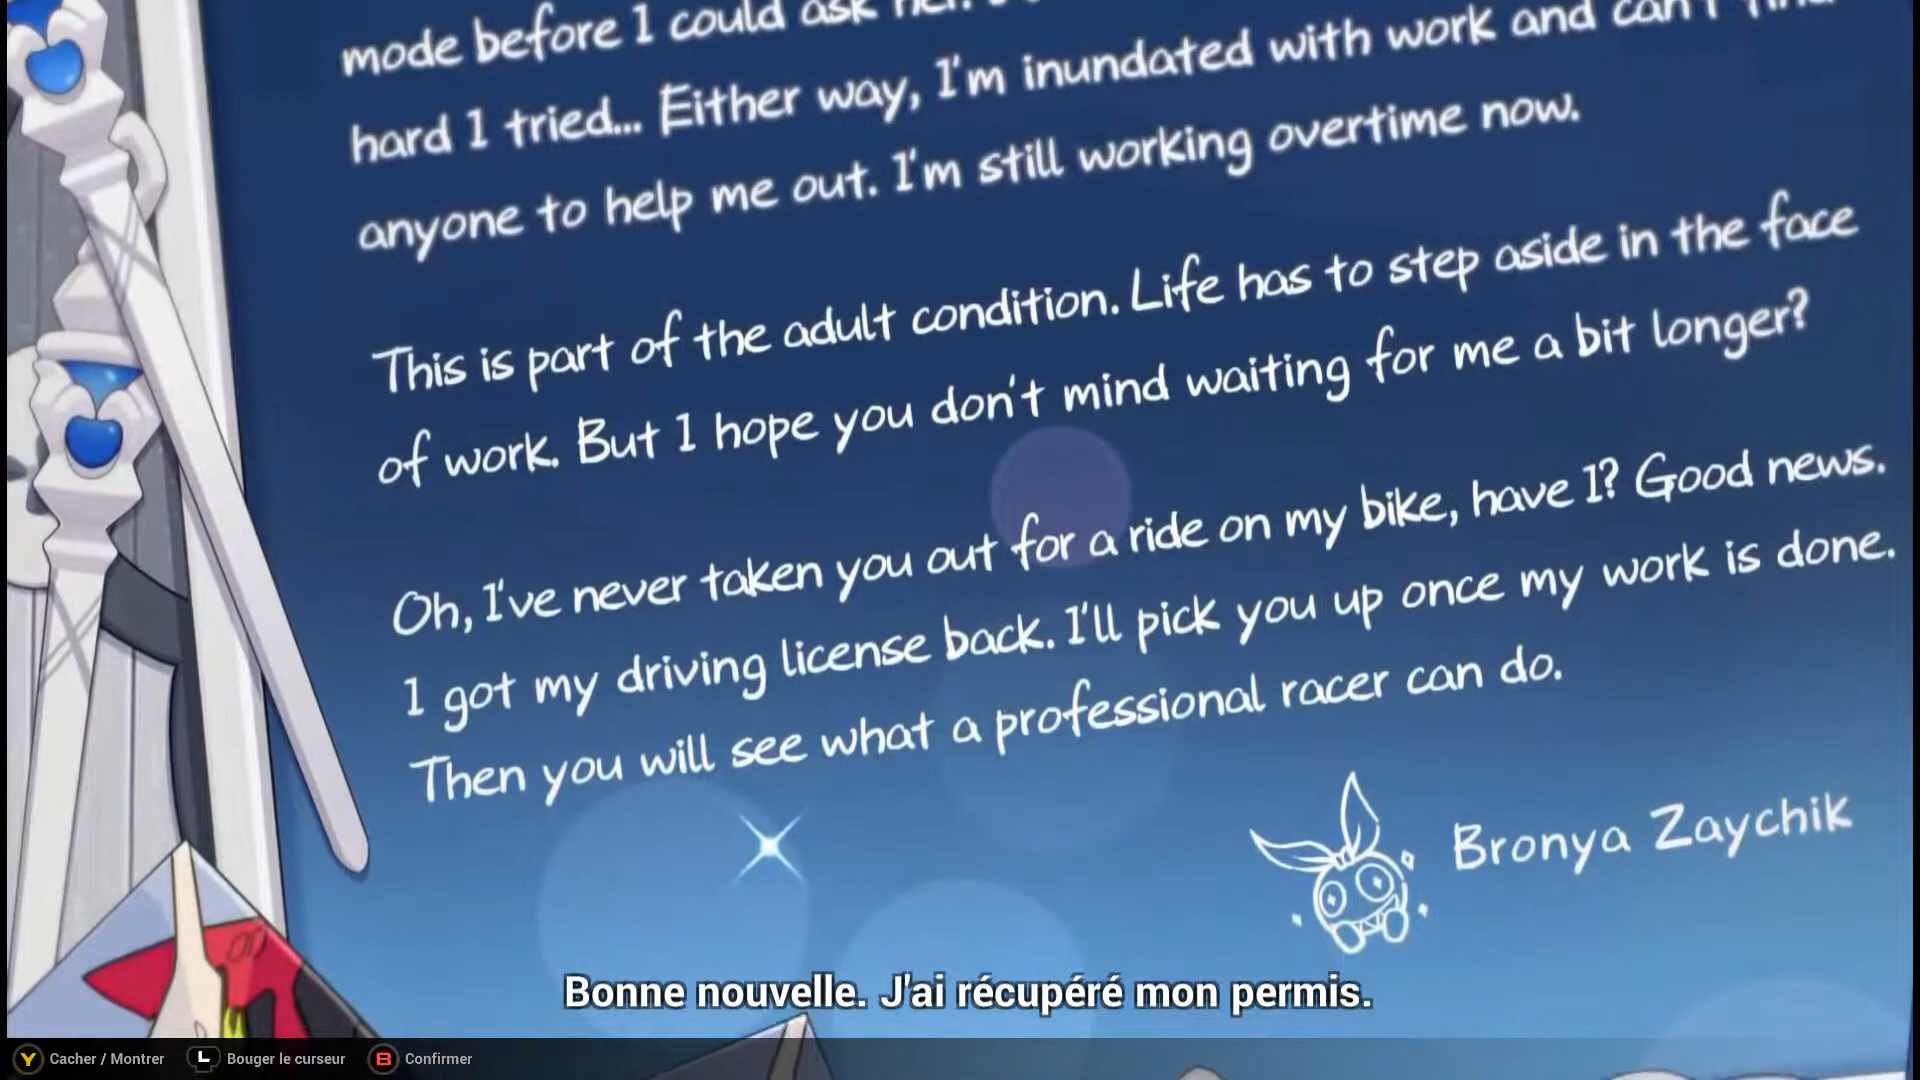 mode before I could ask her.
hard I tried... Either way, I'm inundated with work and can't find
anyone to help me out. I'm still working overtime now.
This is part of the adult condition. Life has to step aside in the face
of work. But I hope you don't mind waiting for me a bit longer?
Oh, I've never taken you out for a ride on my bike, have I? Good news.
I got my driving license back. I'll pick you up once my work is done.
Then you will see what a professional racer can do.
Bronya Zaychik
Bonne nouvelle. J'ai récupéré mon permis.
Y Cacher / Montrer L Bouger le curseur B Confirmer